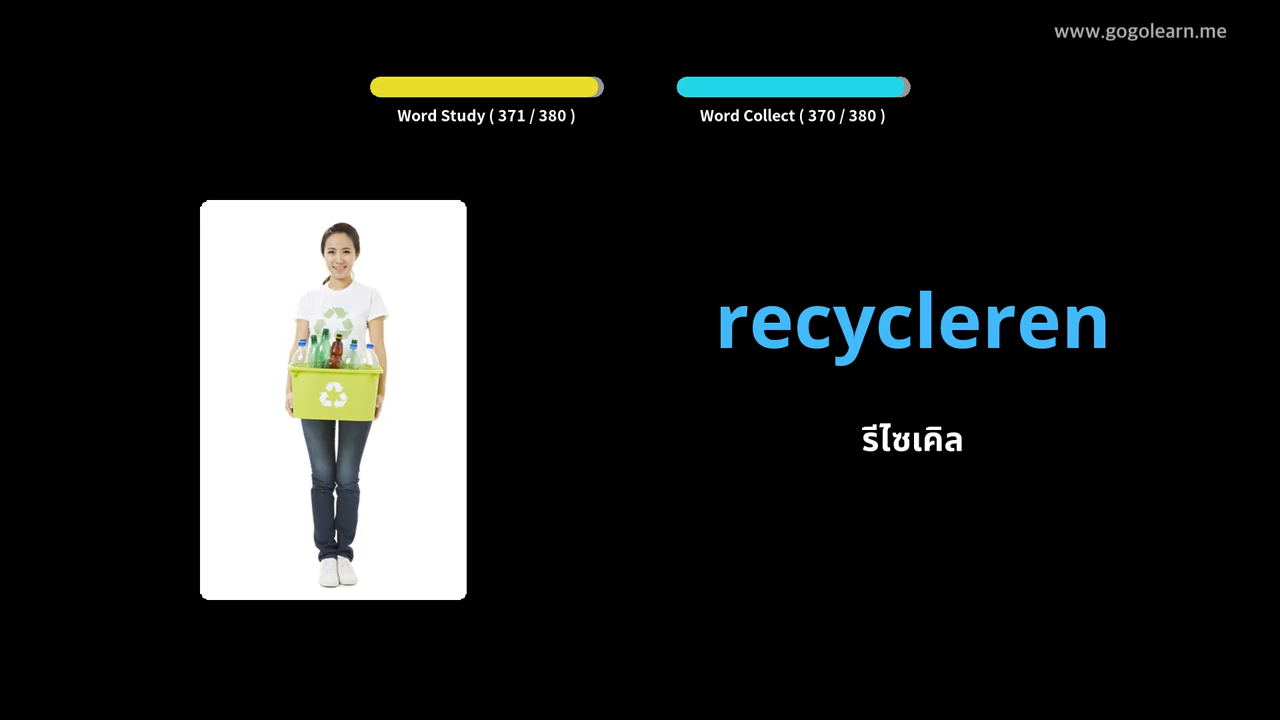 www.gogolearn.me
Word Study ( 371 / 380 )
Word Collect ( 370 / 380 )
recycleren
รีไซเคิล